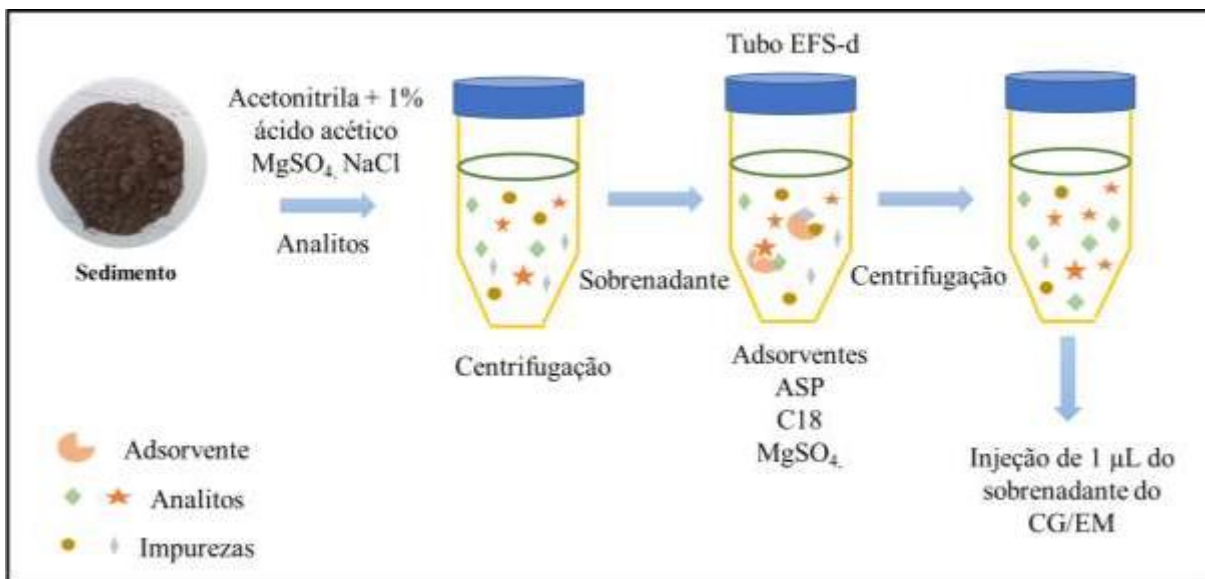 Tubo EFS-d
Acetonitrila + 1%
ácido acético
MgSO4, NaCl
Analitos
Sedimento
Sobrenadante
Centrifugação
Centrifugação
Adsorventes
ASP
C18
MgSO4.
Injeção de 1 µL do
sobrenadante do
CG/EM
Adsorvente
Analitos
Impurezas